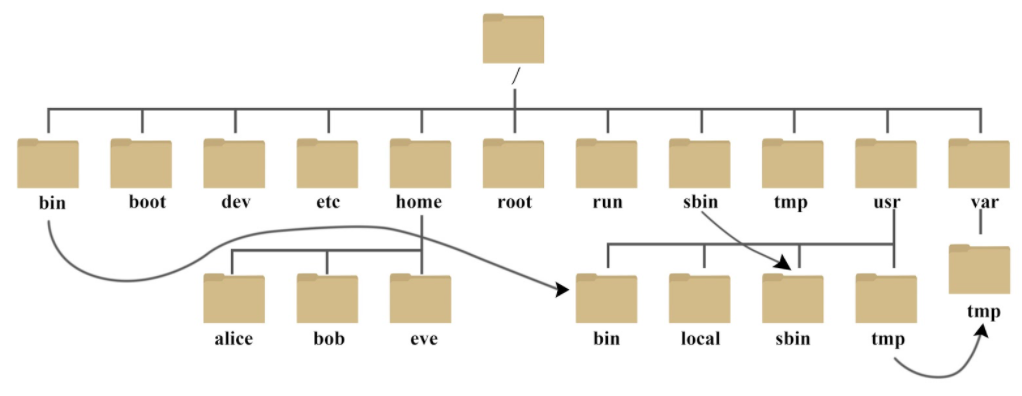 /
bin boot dev etc home root run sbin tmp usr var
tmp
alice bob eve bin local sbin tmp